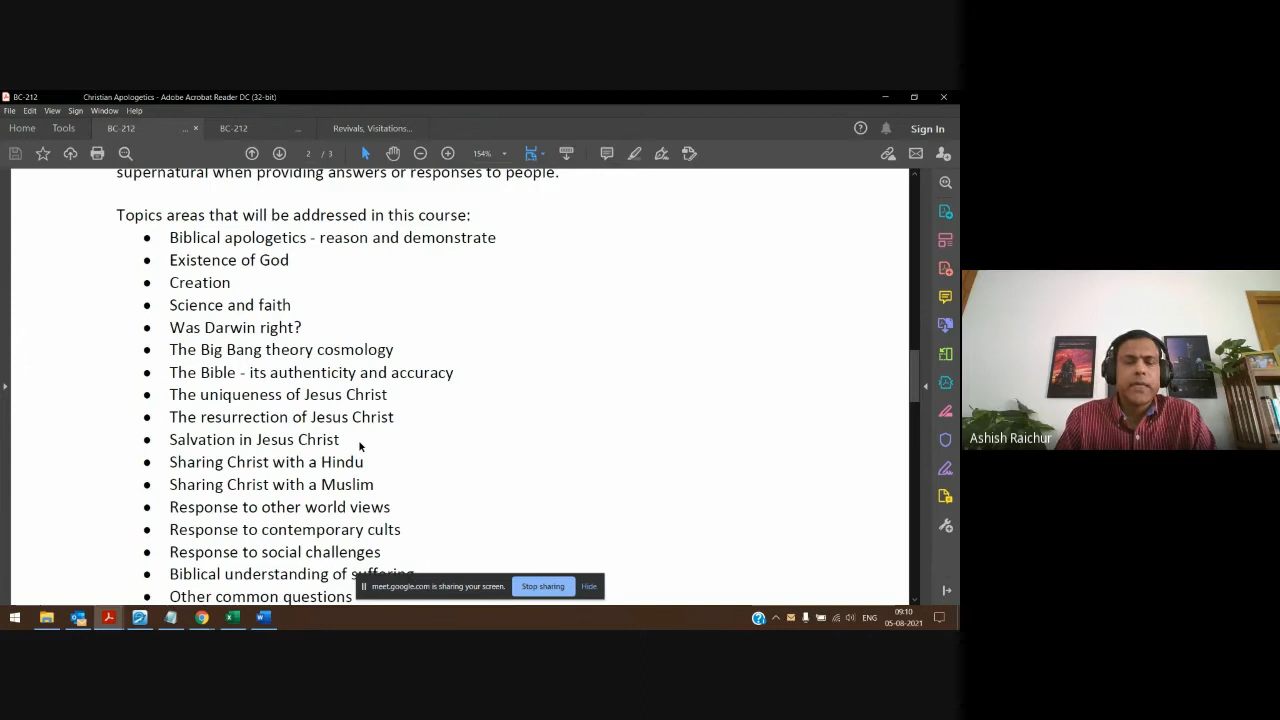 BC-212 Christian Apologetics - Adobe Acrobat Reader DC (32-bit)
File Edit View Sign Window Help
Home Tools BC-212 ... × BC-212 ... Revivals, Visitations... Sign In
2 / 3 154%
supernatural when providing answers or responses to people.
Topics areas that will be addressed in this course:
• Biblical apologetics - reason and demonstrate
• Existence of God
• Creation
• Science and faith
• Was Darwin right?
• The Big Bang theory cosmology
• The Bible - its authenticity and accuracy
• The uniqueness of Jesus Christ
• The resurrection of Jesus Christ
• Salvation in Jesus Christ
• Sharing Christ with a Hindu
• Sharing Christ with a Muslim
• Response to other world views
• Response to contemporary cults
• Response to social challenges
• Biblical understanding of suffering
• Other common questions
meet.google.com is sharing your screen. Stop sharing Hide
ENG 09:10
05-08-2021
Ashish Raichur